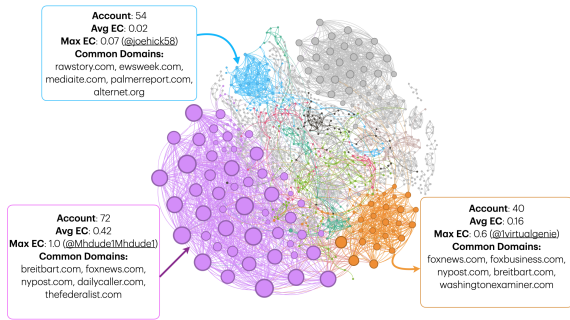 Account: 54
Avg EC: 0.02
Max EC: 0.07 (@joehick58)
Common Domains:
rawstory.com, ewsweek.com,
mediaite.com, palmerreport.com,
alternet.org
Account: 72
Avg EC: 0.42
Max EC: 1.0 (@Mhdude1Mhdude1)
Common Domains:
breitbart.com, foxnews.com,
nypost.com, dailycaller.com,
thefederalist.com
Account: 40
Avg EC: 0.16
Max EC: 0.6 (@1virtualgenie)
Common Domains:
foxnews.com, foxbusiness.com,
nypost.com, breitbart.com,
washingtonexaminer.com